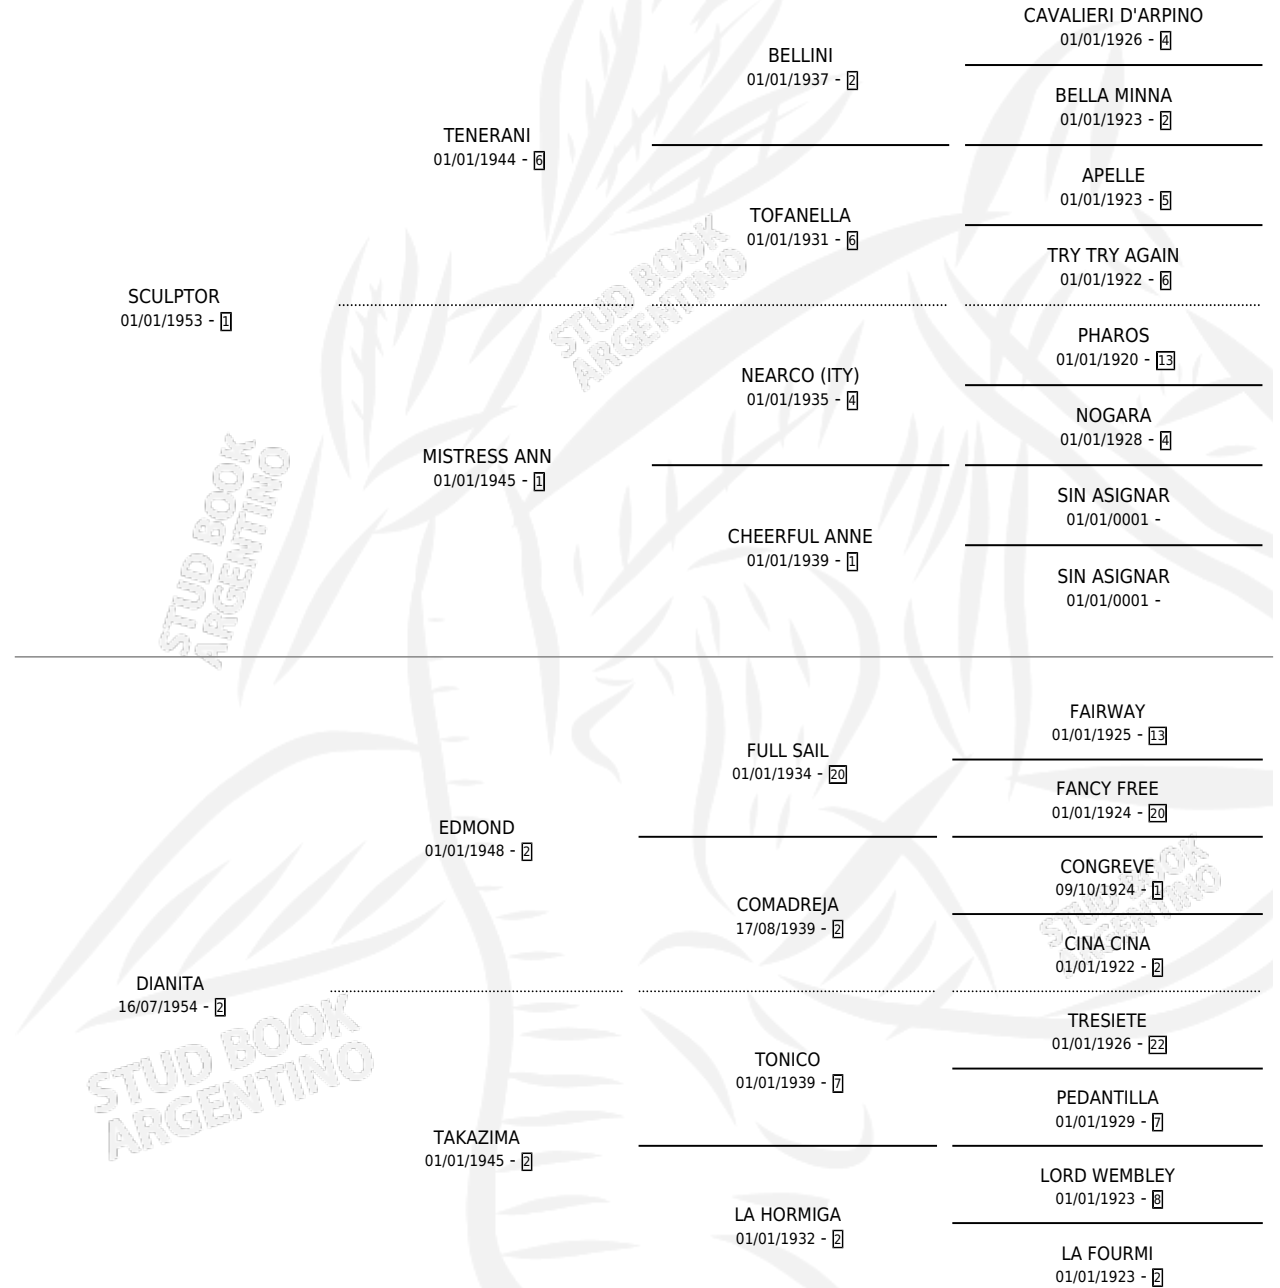 CAVALIERI D'ARPINO
01/01/1926 - 4
BELLINI
01/01/1937 - 2
BELLA MINNA
01/01/1923 - 2
TENERANI
01/01/1944 - 6
APELLE
01/01/1923 - 5
TOFANELLA
01/01/1931 - 6
TRY TRY AGAIN
01/01/1922 - 6
SCULPTOR
01/01/1953 - 1
PHAROS
01/01/1920 - 13
NEARCO (ITY)
01/01/1935 - 4
NOGARA
01/01/1928 - 4
MISTRESS ANN
01/01/1945 - 1
SIN ASIGNAR
01/01/0001 -
CHEERFUL ANNE
01/01/1939 - 1
SIN ASIGNAR
01/01/0001 -
FAIRWAY
01/01/1925 - 13
FULL SAIL
01/01/1934 - 20
FANCY FREE
01/01/1924 - 20
EDMOND
01/01/1948 - 2
CONGREVE
09/10/1924 - 1
COMADREJA
17/08/1939 - 2
CINA CINA
01/01/1922 - 2
DIANITA
16/07/1954 - 2
TRESIETE
01/01/1926 - 22
TONICO
01/01/1939 - 7
PEDANTILLA
01/01/1929 - 7
TAKAZIMA
01/01/1945 - 2
LORD WEMBLEY
01/01/1923 - 8
LA HORMIGA
01/01/1932 - 2
LA FOURMI
01/01/1923 - 2
STUD BOOK
ARGENTINO
STUD BOOK
ARGENTINO
STUD BOOK
ARGENTINO
STUD BOOK
ARGENTINO